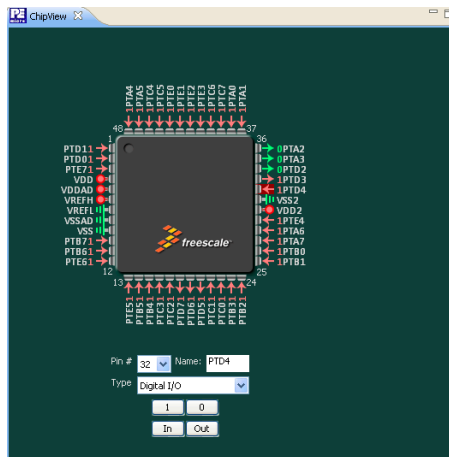 ChipView
1PTA4
1PTA5
1PTC4
1PTC5
1PTE0
1PTE1
1PTE2
1PTE3
1PTC6
1PTC7
1PTA0
1PTA1
48 37
1 36
PTD11 0PTA2
PTD01 0PTA3
PTE71 0PTD2
VDD 1PTD3
VDDAD 1PTD4
VREFH VSS2
VREFL VDD2
VSSAD 1PTE4
VSS 1PTA6
PTB71 1PTA7
PTB61 1PTB0
PTE61 1PTB1
freescale
12 25
13 24
PTE51
PTB51
PTB41
PTC31
PTC21
PTD71
PTD61
PTD51
PTC11
PTC01
PTB31
PTB21
Pin # 32 Name: PTD4
Type Digital I/O
1 0
In Out